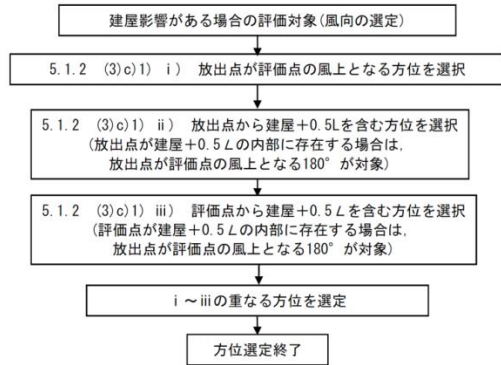 建屋影響がある場合の評価対象(風向の選定)
5.1.2 (3)c)1) ⅰ) 放出点が評価点の風上となる方位を選択
5.1.2 (3)c)1) ⅱ) 放出点から建屋+0.5Lを含む方位を選択
(放出点が建屋+0.5Lの内部に存在する場合は,
放出点が評価点の風上となる180°が対象)
5.1.2 (3)c)1) ⅲ) 評価点から建屋+0.5Lを含む方位を選択
(評価点が建屋+0.5Lの内部に存在する場合は,
放出点が評価点の風上となる180°が対象)
ⅰ~ⅲの重なる方位を選定
方位選定終了